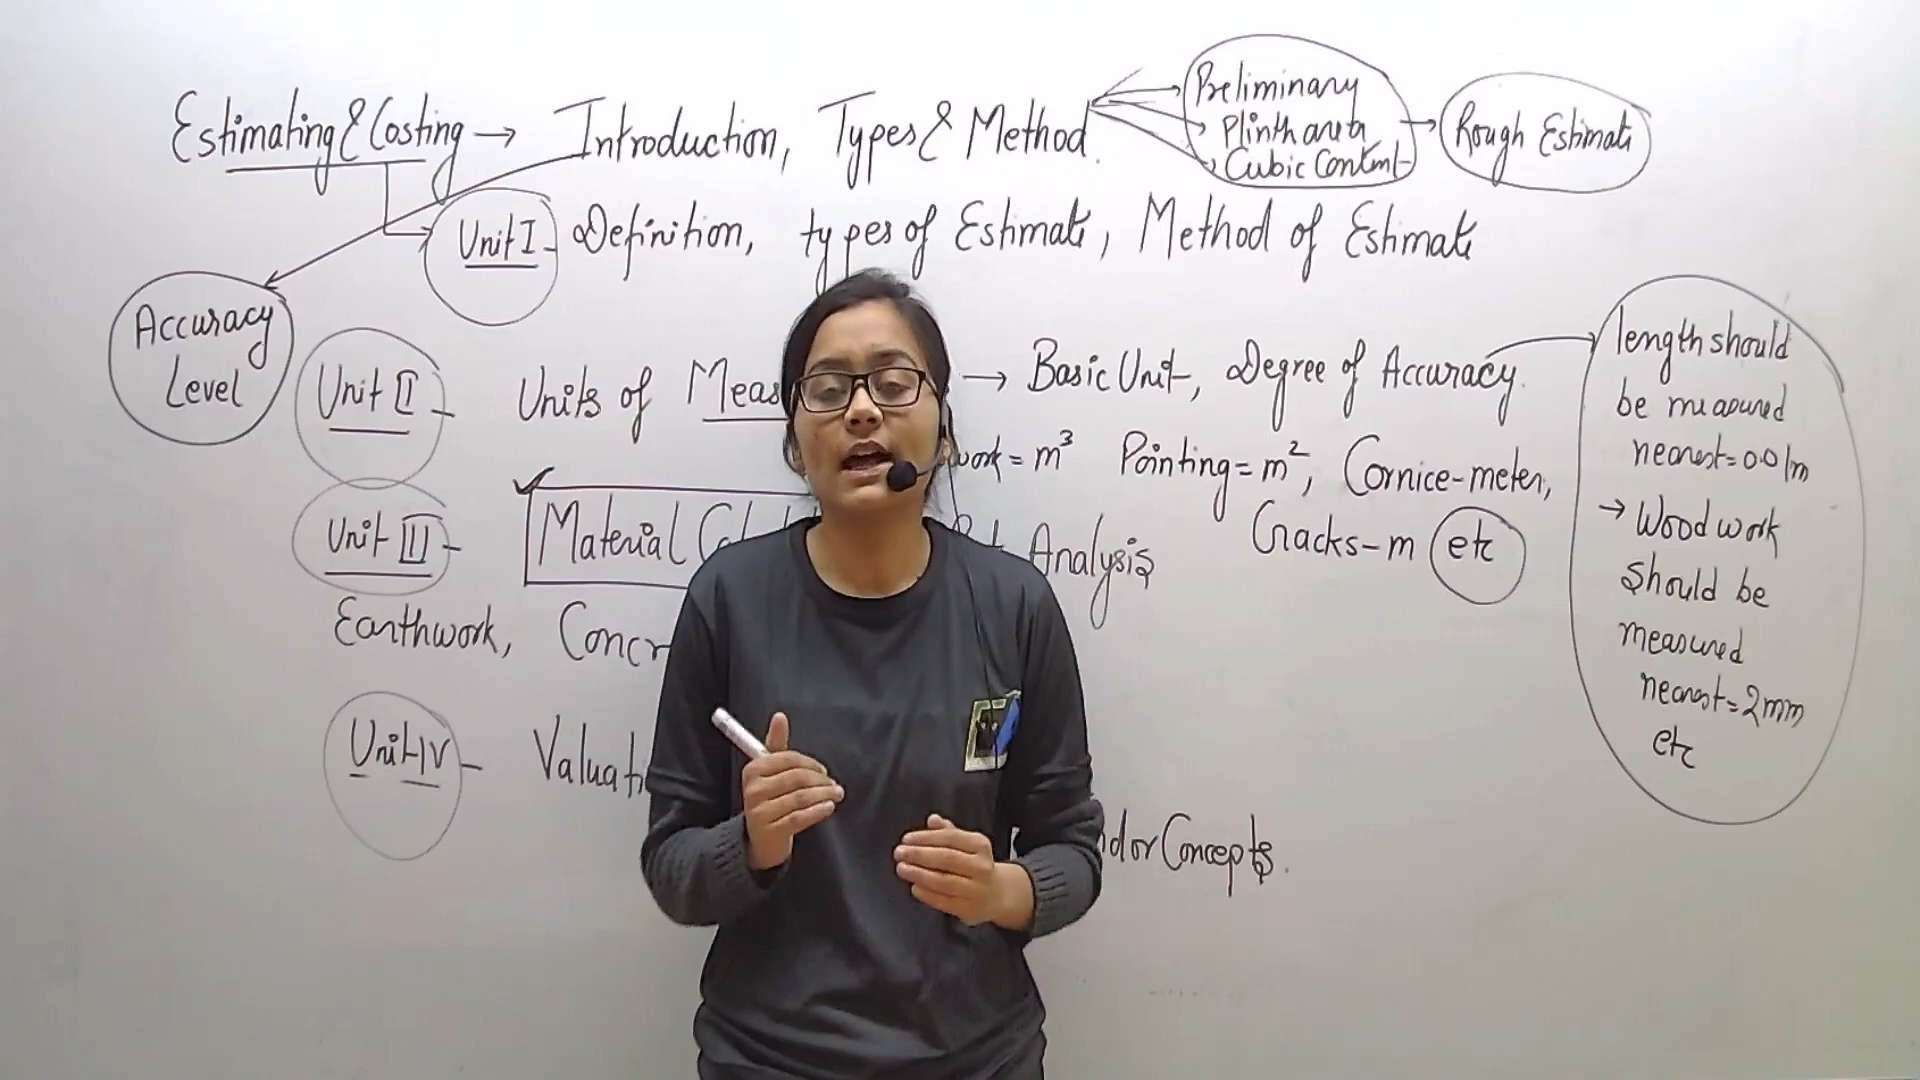 Estimating & Costing → Introduction, Types & Method.
Preliminary
Plinth area
Cubic Content
→ Rough Estimate
Unit I - Definition, types of Estimate, Method of Estimate
Accuracy
Level
Unit II - Units of Meas → Basic Unit, Degree of Accuracy.
work = m³ Pointing = m², Cornice-meter,
Cracks-m etc
Unit III - Material Analysis
Earthwork, Concr
Unit-IV - Valuati
Concepts.
length should
be measured
nearest = 0.01m
→ Wood work
should be
measured
nearest = 2mm
etc